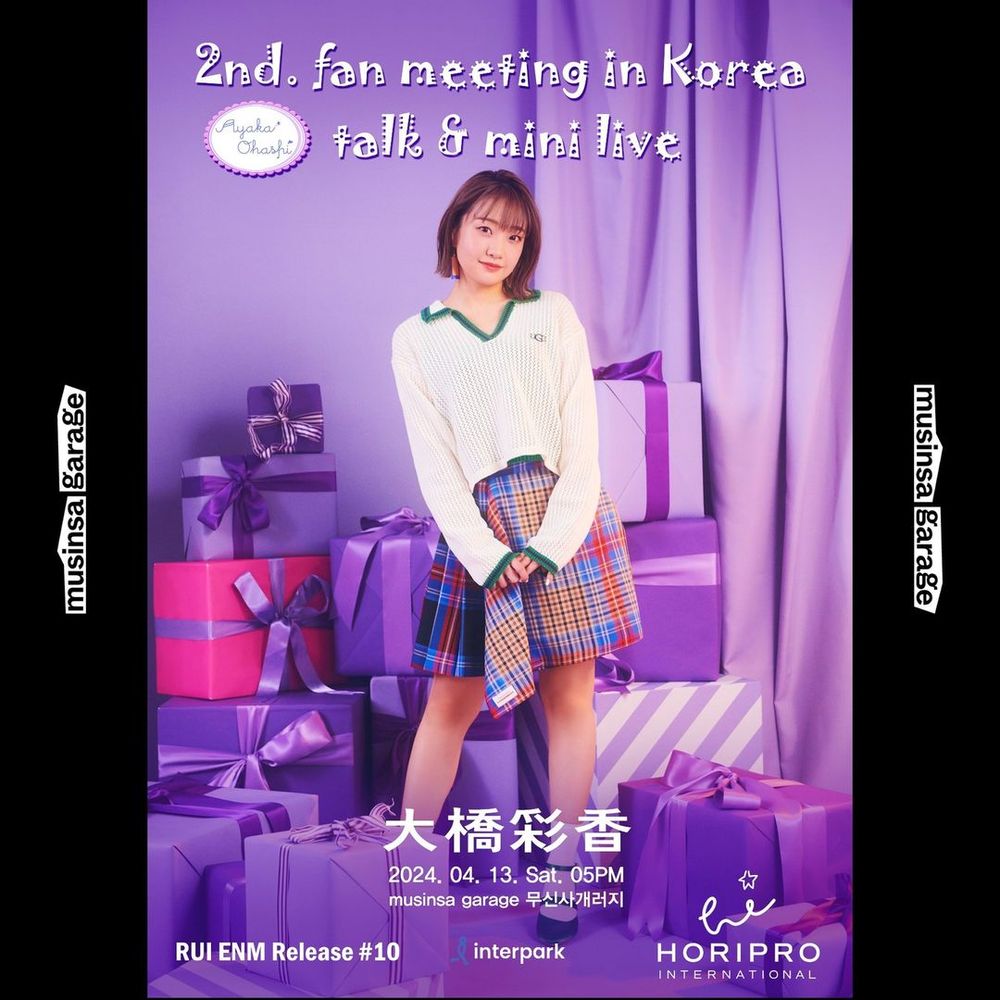 2nd. fan meeting in Korea
Ayaka
Ohashi
talk & mini live
musinsa garage
musinsa garage
大橋彩香
2024. 04. 13. Sat. 05PM
musinsa garage 무신사개러지
RUI ENM Release #10
interpark
HORIPRO
INTERNATIONAL